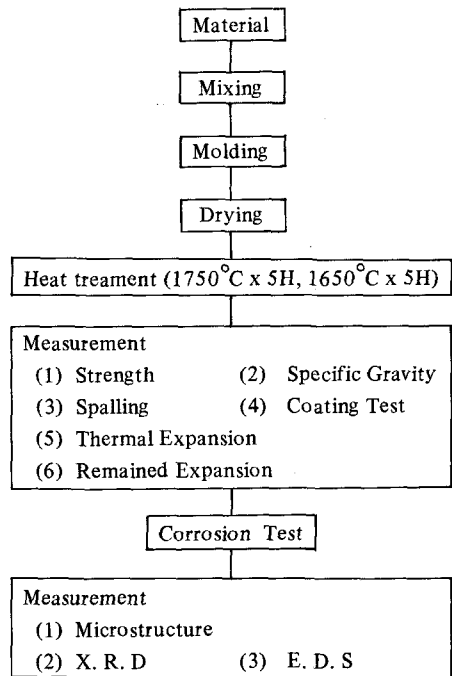 Material
Mixing
Molding
Drying
Heat treament (1750°C x 5H, 1650°C x 5H)
Measurement
(1) Strength (2) Specific Gravity
(3) Spalling (4) Coating Test
(5) Thermal Expansion
(6) Remained Expansion
Corrosion Test
Measurement
(1) Microstructure
(2) X. R. D (3) E. D. S